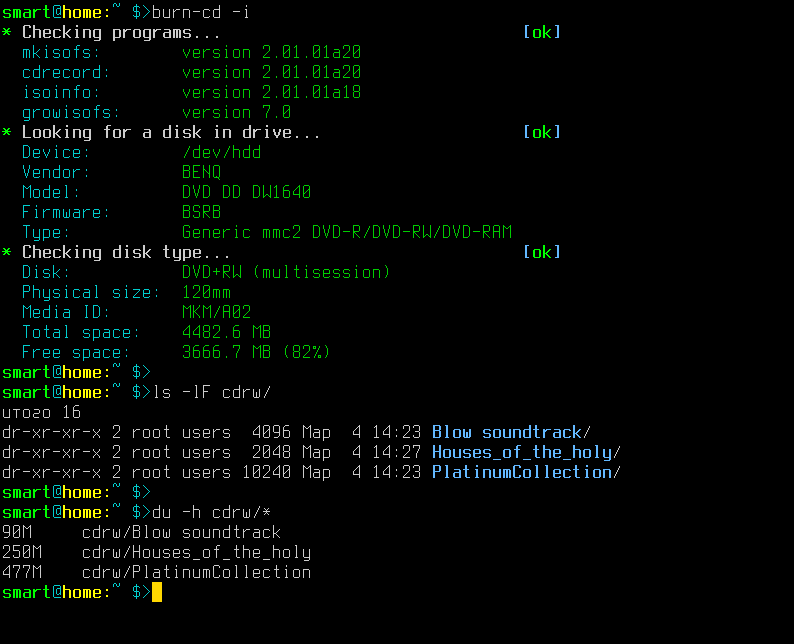 smart@home:~ $>burn-cd -i
* Checking programs... [ok]
mkisofs: version 2.01.01a20
cdrecord: version 2.01.01a20
isoinfo: version 2.01.01a18
growisofs: version 7.0
* Looking for a disk in drive... [ok]
Device: /dev/hdd
Vendor: BENQ
Model: DVD DD DW1640
Firmware: BSRB
Type: Generic mmc2 DVD-R/DVD-RW/DVD-RAM
* Checking disk type... [ok]
Disk: DVD+RW (multisession)
Physical size: 120mm
Media ID: MKM/A02
Total space: 4482.6 MB
Free space: 3666.7 MB (82%)
smart@home:~ $>
smart@home:~ $>ls -lF cdrw/
итого 16
dr-xr-xr-x 2 root users 4096 Мар 4 14:23 Blow soundtrack/
dr-xr-xr-x 2 root users 2048 Мар 4 14:27 Houses_of_the_holy/
dr-xr-xr-x 2 root users 10240 Мар 4 14:23 PlatinumCollection/
smart@home:~ $>
smart@home:~ $>du -h cdrw/*
90M cdrw/Blow soundtrack
250M cdrw/Houses_of_the_holy
477M cdrw/PlatinumCollection
smart@home:~ $>